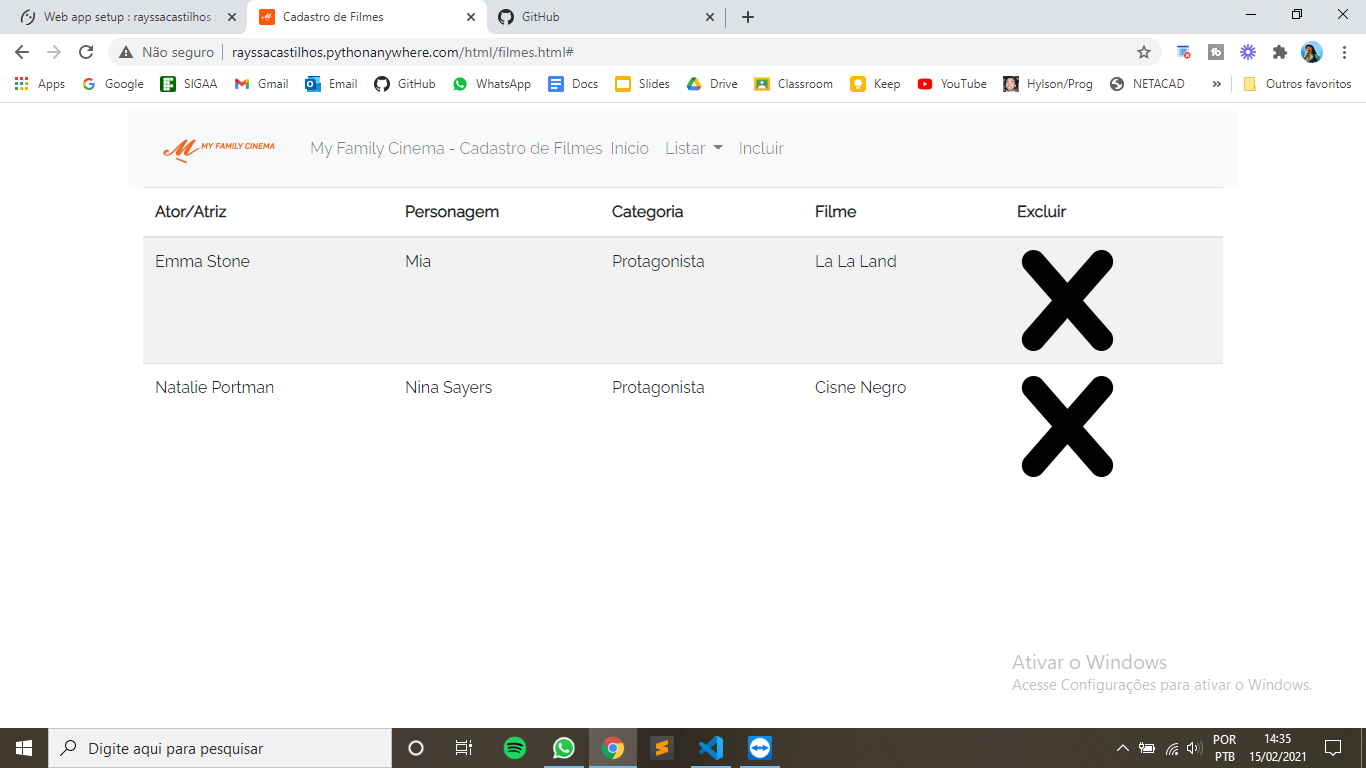 Web app setup : rayssacastilhos
Cadastro de Filmes
GitHub
Não seguro
rayssacastilhos.pythonanywhere.com/html/filmes.html#
Apps
Google
SIGAA
Gmail
Email
GitHub
WhatsApp
Docs
Slides
Drive
Classroom
Keep
YouTube
Hylson/Prog
NETACAD
»
Outros favoritos
MY FAMILY CINEMA
My Family Cinema - Cadastro de Filmes
Início
Listar
Incluir
Ator/Atriz
Personagem
Categoria
Filme
Excluir
Emma Stone
Mia
Protagonista
La La Land
Natalie Portman
Nina Sayers
Protagonista
Cisne Negro
Ativar o Windows
Acesse Configurações para ativar o Windows.
Digite aqui para pesquisar
POR
PTB
14:35
15/02/2021